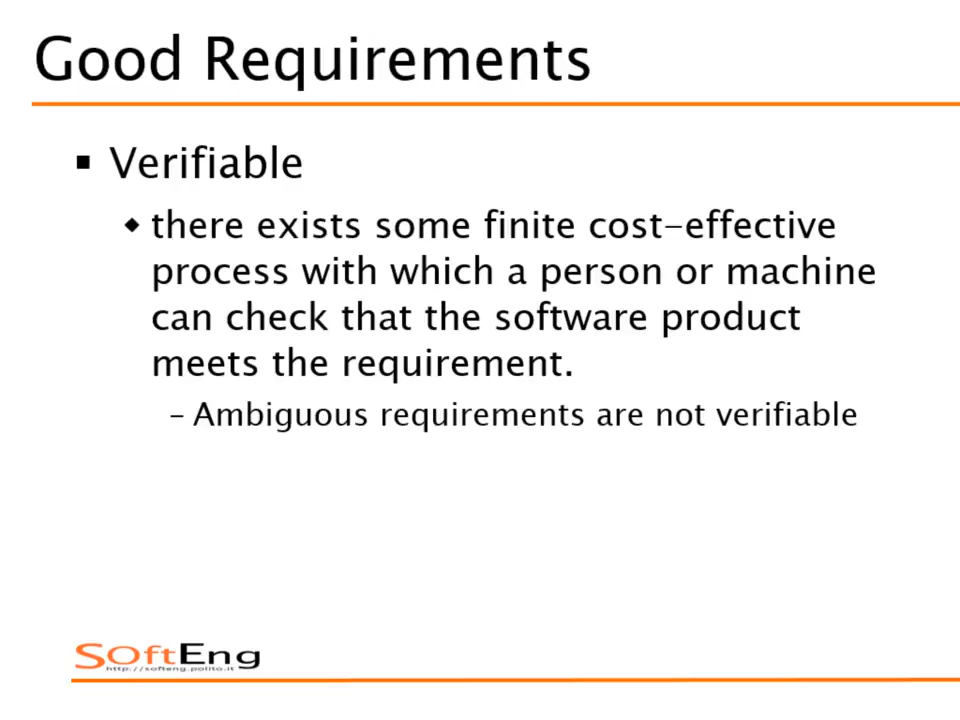 Good Requirements
▪ Verifiable
◆ there exists some finite cost-effective
process with which a person or machine
can check that the software product
meets the requirement.
– Ambiguous requirements are not verifiable
SOftEng
http://softeng.polito.it